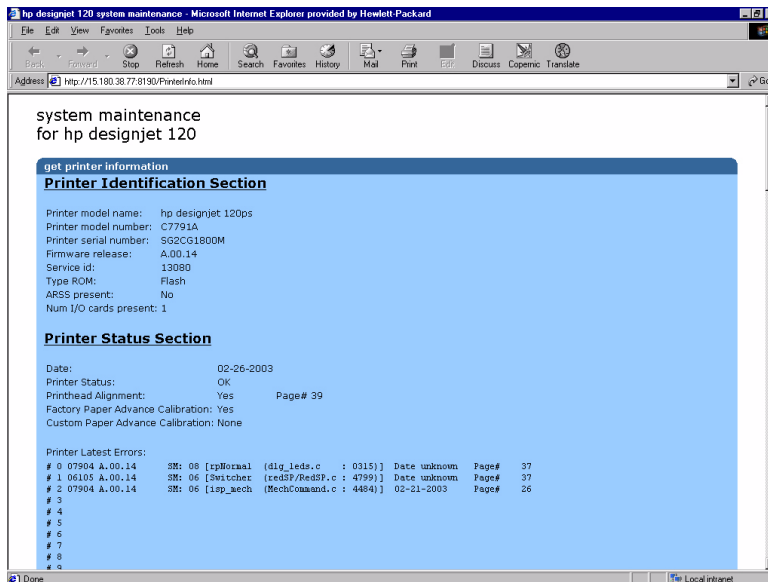 hp designjet 120 system maintenance - Microsoft Internet Explorer provided by Hewlett-Packard
File Edit View Favorites Tools Help
Back Forward Stop Refresh Home Search Favorites History Mail Print Edit Discuss Copernic Translate
Address http://15.180.38.77:8190/PrinterInfo.html Go
system maintenance
for hp designjet 120
get printer information
Printer Identification Section
Printer model name: hp designjet 120ps
Printer model number: C7791A
Printer serial number: SG2CG1800M
Firmware release: A.00.14
Service id: 13080
Type ROM: Flash
ARSS present: No
Num I/O cards present: 1
Printer Status Section
Date: 02-26-2003
Printer Status: OK
Printhead Alignment: Yes Page# 39
Factory Paper Advance Calibration: Yes
Custom Paper Advance Calibration: None
Printer Latest Errors:
# 0 07904 A.00.14 SM: 08 [rpNormal (dlg_leds.c : 0315)] Date unknown Page# 37
# 1 06105 A.00.14 SM: 06 [Switcher (redSP/RedSP.c : 4799)] Date unknown Page# 37
# 2 07904 A.00.14 SM: 06 [isp_mech (MechCommand.c : 4484)] 02-21-2003 Page# 26
# 3
# 4
# 5
# 6
# 7
# 8
# 9
Done Local intranet